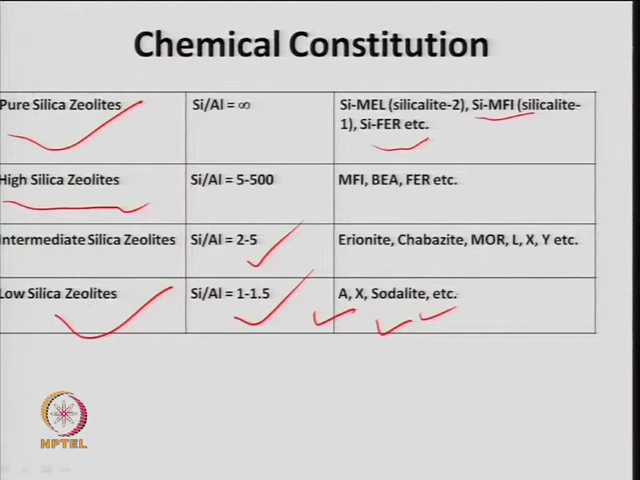 Chemical Constitution
Pure Silica Zeolites
Si/Al = ∞
Si-MEL (silicalite-2), Si-MFI (silicalite-
1), Si-FER etc.
High Silica Zeolites
Si/Al = 5-500
MFI, BEA, FER etc.
Intermediate Silica Zeolites
Si/Al = 2-5
Erionite, Chabazite, MOR, L, X, Y etc.
Low Silica Zeolites
Si/Al = 1-1.5
A, X, Sodalite, etc.
NPTEL